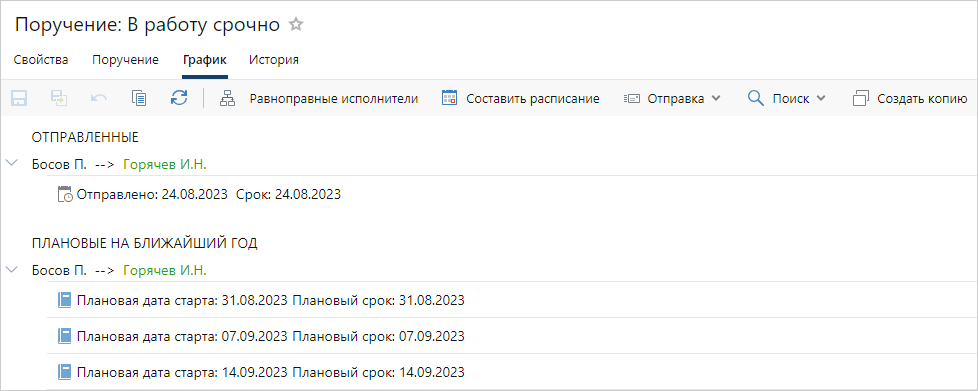 Поручение: В работу срочно
Свойства Поручение График История
Равноправные исполнители Составить расписание Отправка Поиск Создать копию
ОТПРАВЛЕННЫЕ
Босов П. --> Горячев И.Н.
Отправлено: 24.08.2023 Срок: 24.08.2023
ПЛАНОВЫЕ НА БЛИЖАЙШИЙ ГОД
Босов П. --> Горячев И.Н.
Плановая дата старта: 31.08.2023 Плановый срок: 31.08.2023
Плановая дата старта: 07.09.2023 Плановый срок: 07.09.2023
Плановая дата старта: 14.09.2023 Плановый срок: 14.09.2023